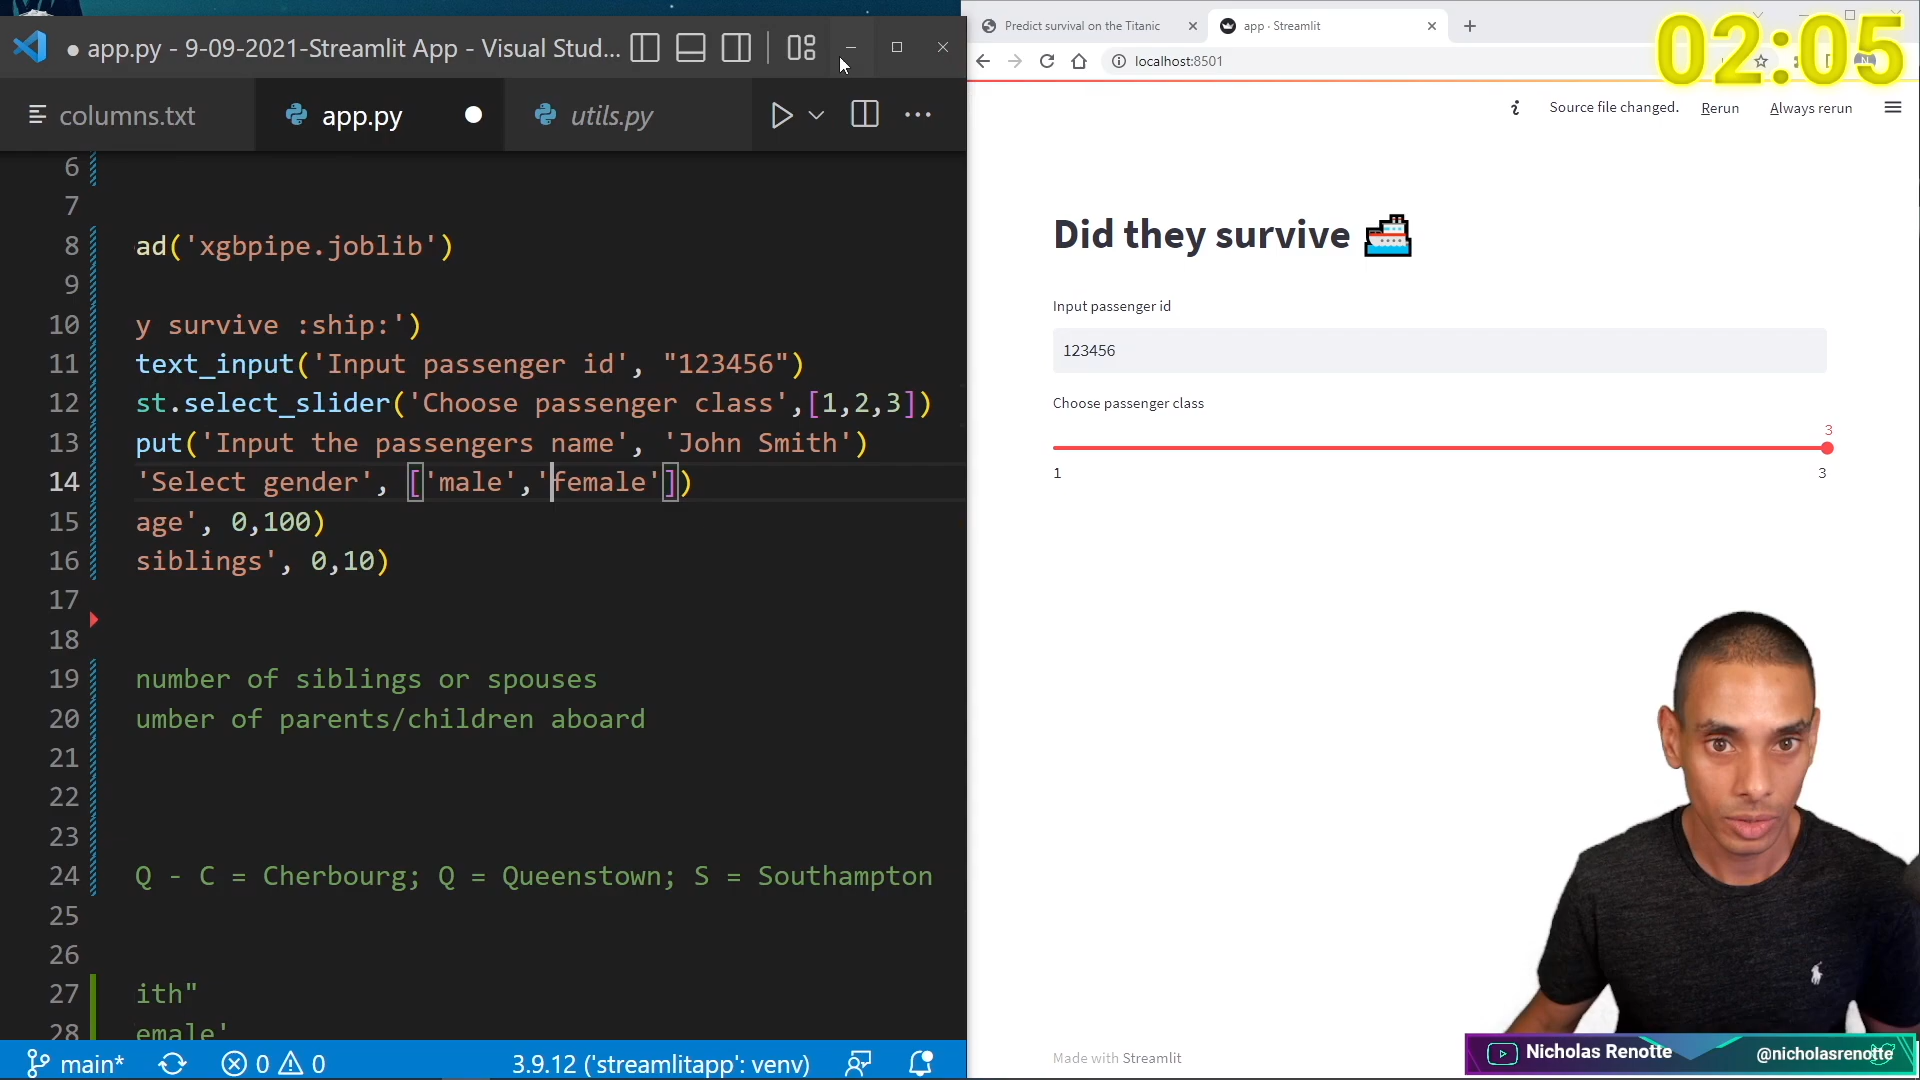 app.py - 9-09-2021-Streamlit App - Visual Stud...
columns.txt
app.py
utils.py
6
7
8 ad('xgbpipe.joblib')
9
10 y survive :ship:')
11 text_input('Input passenger id', "123456")
12 st.select_slider('Choose passenger class',[1,2,3])
13 put('Input the passengers name', 'John Smith')
14 'Select gender', ['male','female'])
15 age', 0,100)
16 siblings', 0,10)
17
18
19 number of siblings or spouses
20 umber of parents/children aboard
21
22
23
24 Q - C = Cherbourg; Q = Queenstown; S = Southampton
25
26
27 ith"
28 emale'
main*
0
0
3.9.12 ('streamlitapp': venv)
Predict survival on the Titanic
app · Streamlit
localhost:8501
02:05
Source file changed.
Rerun
Always rerun
Did they survive
Input passenger id
123456
Choose passenger class
3
1
3
Made with Streamlit
Nicholas Renotte
@nicholasrenotte